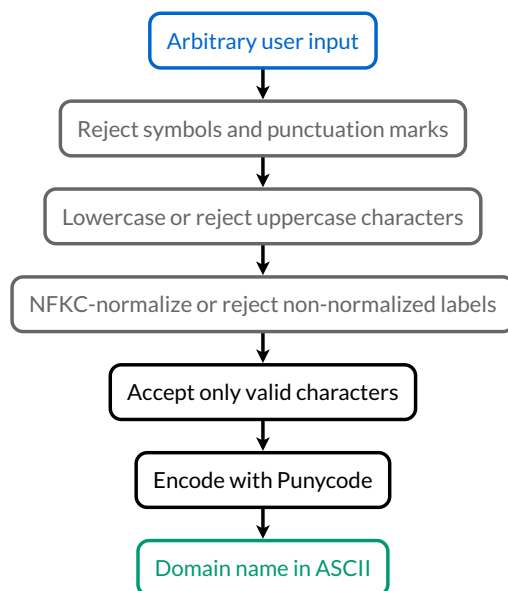 Arbitrary user input
Reject symbols and punctuation marks
Lowercase or reject uppercase characters
NFKC-normalize or reject non-normalized labels
Accept only valid characters
Encode with Punycode
Domain name in ASCII